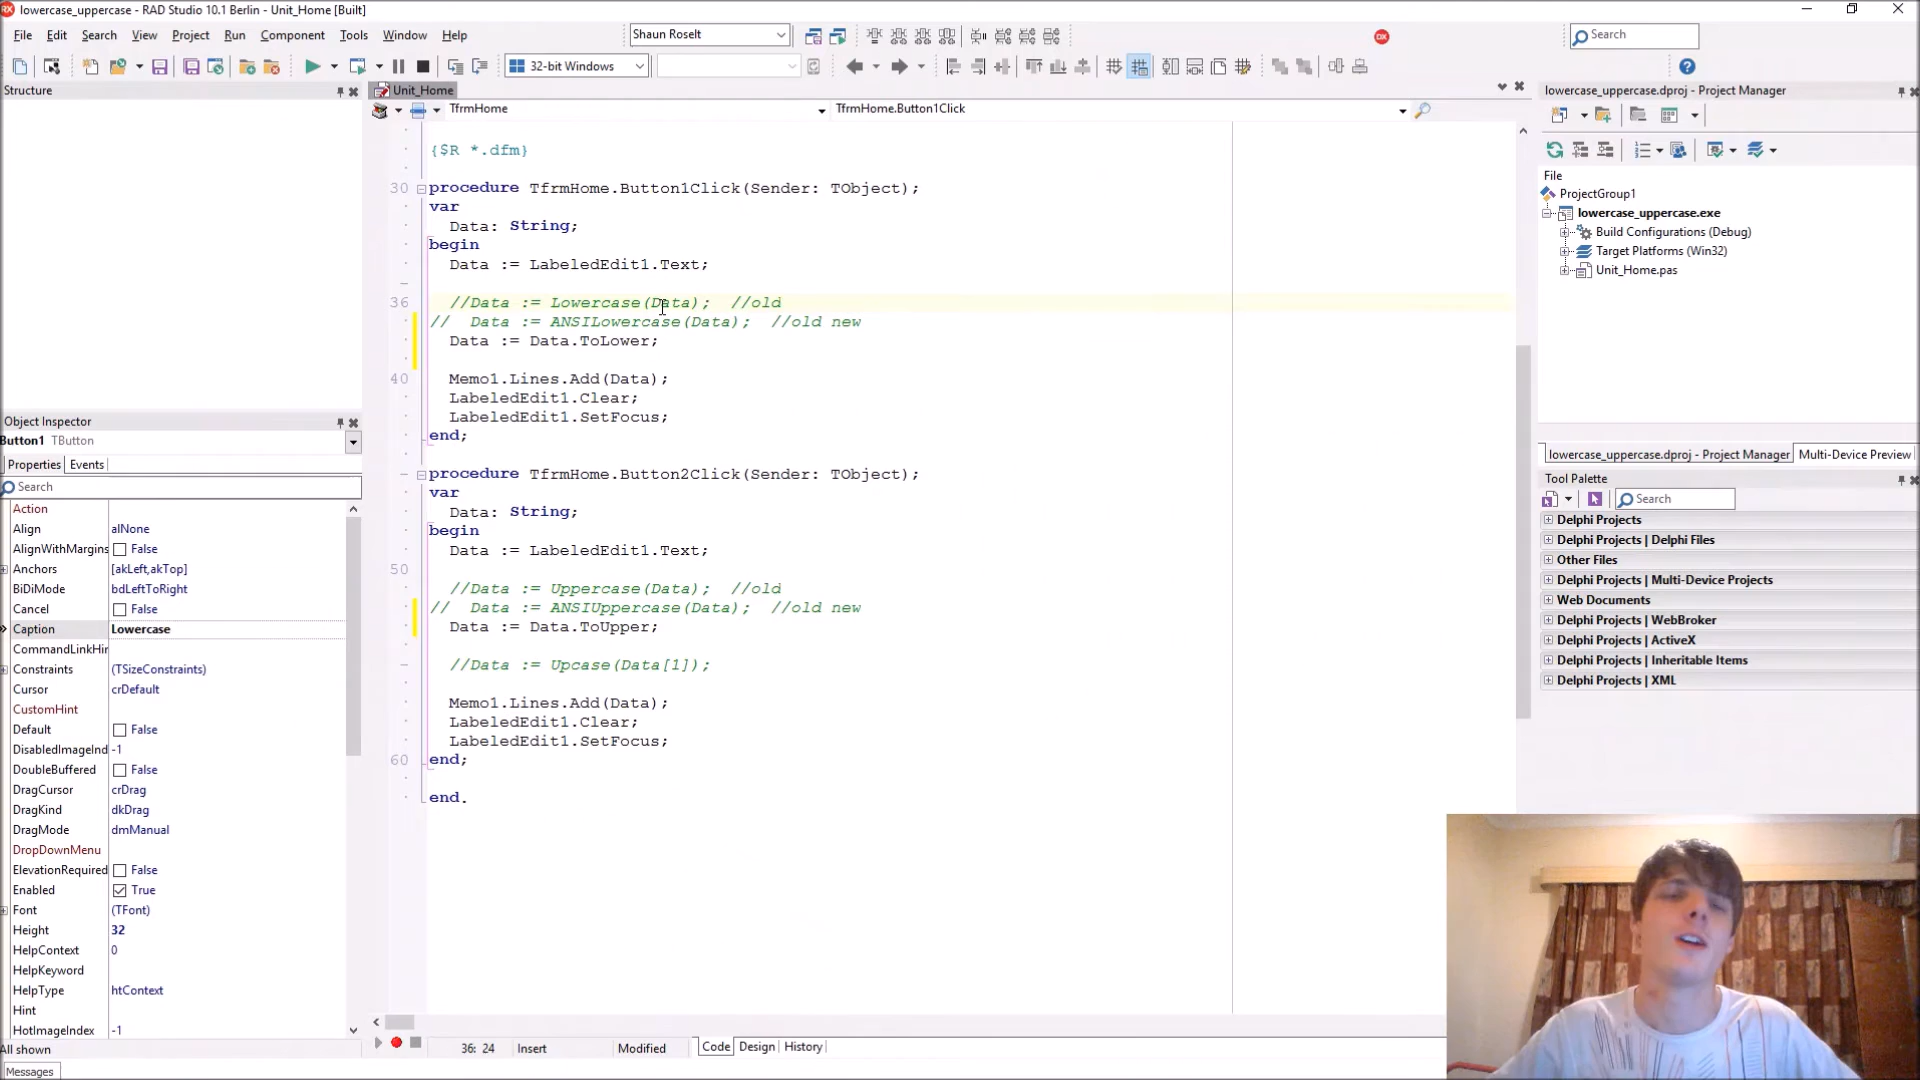 lowercase_uppercase - RAD Studio 10.1 Berlin - Unit_Home [Built]
File Edit Search View Project Run Component Tools Window Help
Shaun Roselt
Search
32-bit Windows
Structure
Unit_Home
TfrmHome
TfrmHome.Button1Click
{$R *.dfm}
30 procedure TfrmHome.Button1Click(Sender: TObject);
var
Data: String;
begin
Data := LabeledEdit1.Text;
36 //Data := Lowercase(Data); //old
// Data := ANSILowercase(Data); //old new
Data := Data.ToLower;
40 Memo1.Lines.Add(Data);
LabeledEdit1.Clear;
LabeledEdit1.SetFocus;
end;
procedure TfrmHome.Button2Click(Sender: TObject);
var
Data: String;
begin
Data := LabeledEdit1.Text;
50
//Data := Uppercase(Data); //old
// Data := ANSIUppercase(Data); //old new
Data := Data.ToUpper;
//Data := Upcase(Data[1]);
Memo1.Lines.Add(Data);
LabeledEdit1.Clear;
LabeledEdit1.SetFocus;
60 end;
end.
36: 24 Insert Modified Code Design History
Object Inspector
Button1 TButton
Properties Events
Search
Action
Align alNone
AlignWithMargins False
Anchors [akLeft,akTop]
BiDiMode bdLeftToRight
Cancel False
Caption Lowercase
CommandLinkHir
Constraints (TSizeConstraints)
Cursor crDefault
CustomHint
Default False
DisabledImageInd -1
DoubleBuffered False
DragCursor crDrag
DragKind dkDrag
DragMode dmManual
DropDownMenu
ElevationRequired False
Enabled True
Font (TFont)
Height 32
HelpContext 0
HelpKeyword
HelpType htContext
Hint
HotImageIndex -1
All shown
Messages
lowercase_uppercase.dproj - Project Manager
File
ProjectGroup1
lowercase_uppercase.exe
Build Configurations (Debug)
Target Platforms (Win32)
Unit_Home.pas
lowercase_uppercase.dproj - Project Manager Multi-Device Preview
Tool Palette
Search
Delphi Projects
Delphi Projects | Delphi Files
Other Files
Delphi Projects | Multi-Device Projects
Web Documents
Delphi Projects | WebBroker
Delphi Projects | ActiveX
Delphi Projects | Inheritable Items
Delphi Projects | XML